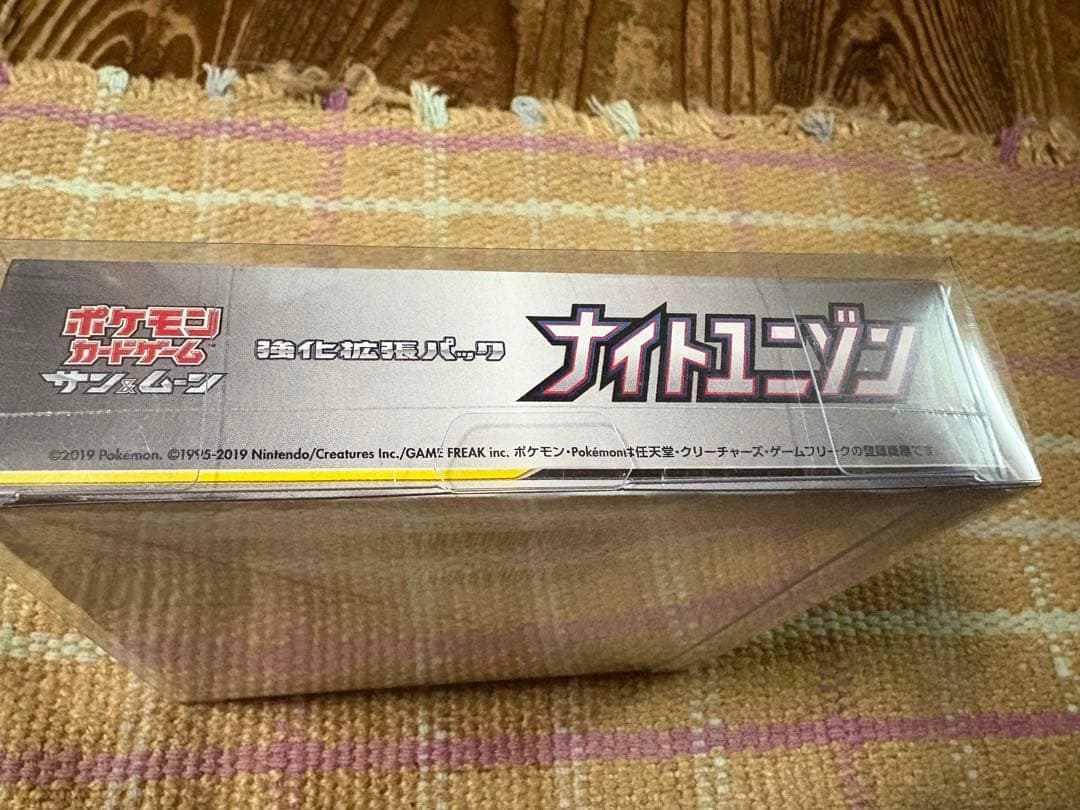 ポケモン
カードゲーム™
サン&ムーン
強化拡張パック
ナイトユニゾン
©2019 Pokémon. ©1995-2019 Nintendo/Creatures Inc./GAME FREAK inc. ポケモン・Pokémonは任天堂・クリーチャーズ・ゲームフリークの登録商標です